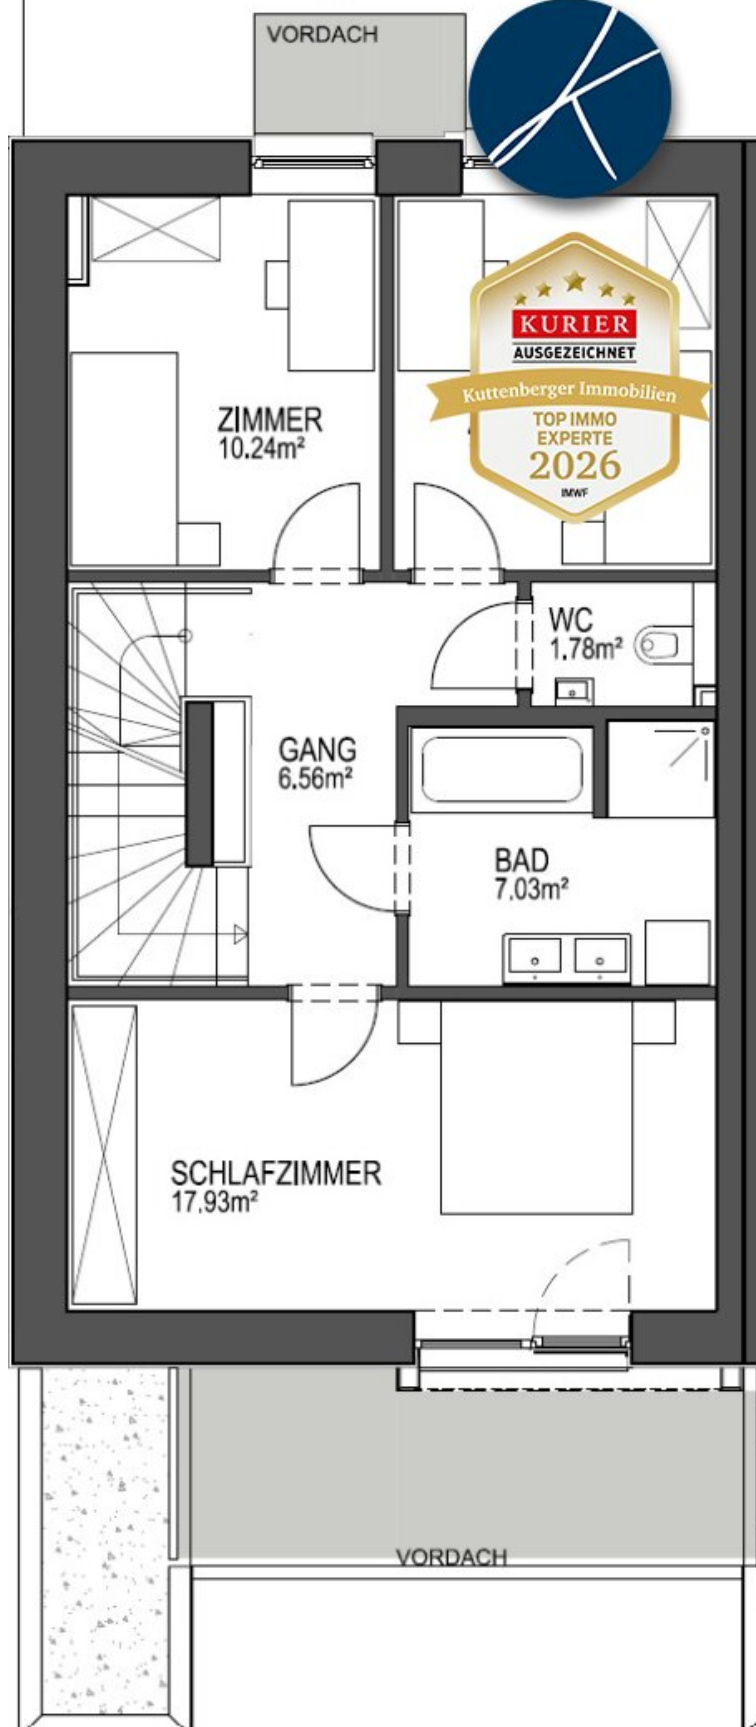 VORDACH
KURIER
AUSGEZEICHNET
Kuttenberger Immobilien
TOP IMMO
EXPERTE
2026
IMWF
ZIMMER
10.24m²
WC
1.78m²
GANG
6.56m²
BAD
7.03m²
SCHLAFZIMMER
17,93m²
VORDACH